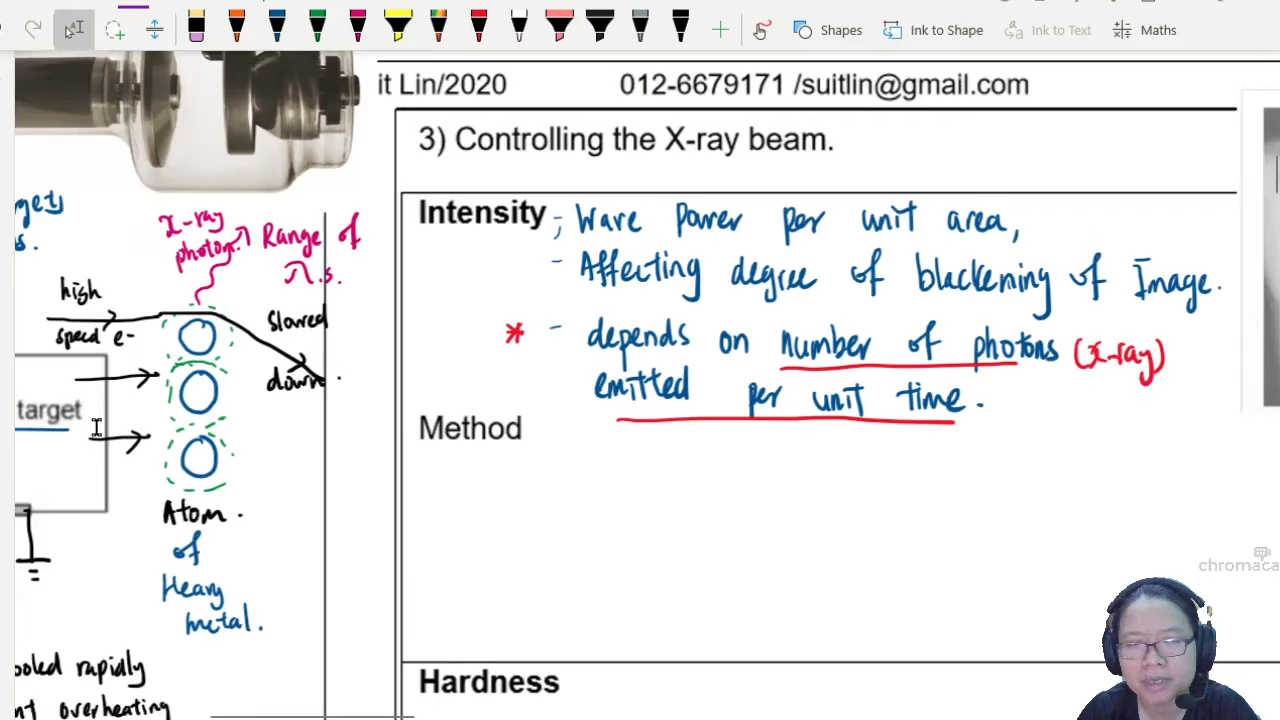 Shapes
Ink to Shape
Ink to Text
Maths
it Lin/2020
012-6679171 /suitlin@gmail.com
3) Controlling the X-ray beam.
Intensity ; Wave Power per unit area,
- Affecting degree of blackening of Image.
* - depends on number of photons (x-ray)
emitted per unit time.
Method
Hardness
gets
s.
x-ray
photon.
Range of
λ.s.
high
speed e-
slowed
down.
target
Atom.
of
Heavy
metal.
ooled rapidly
nt overheating
chromaca